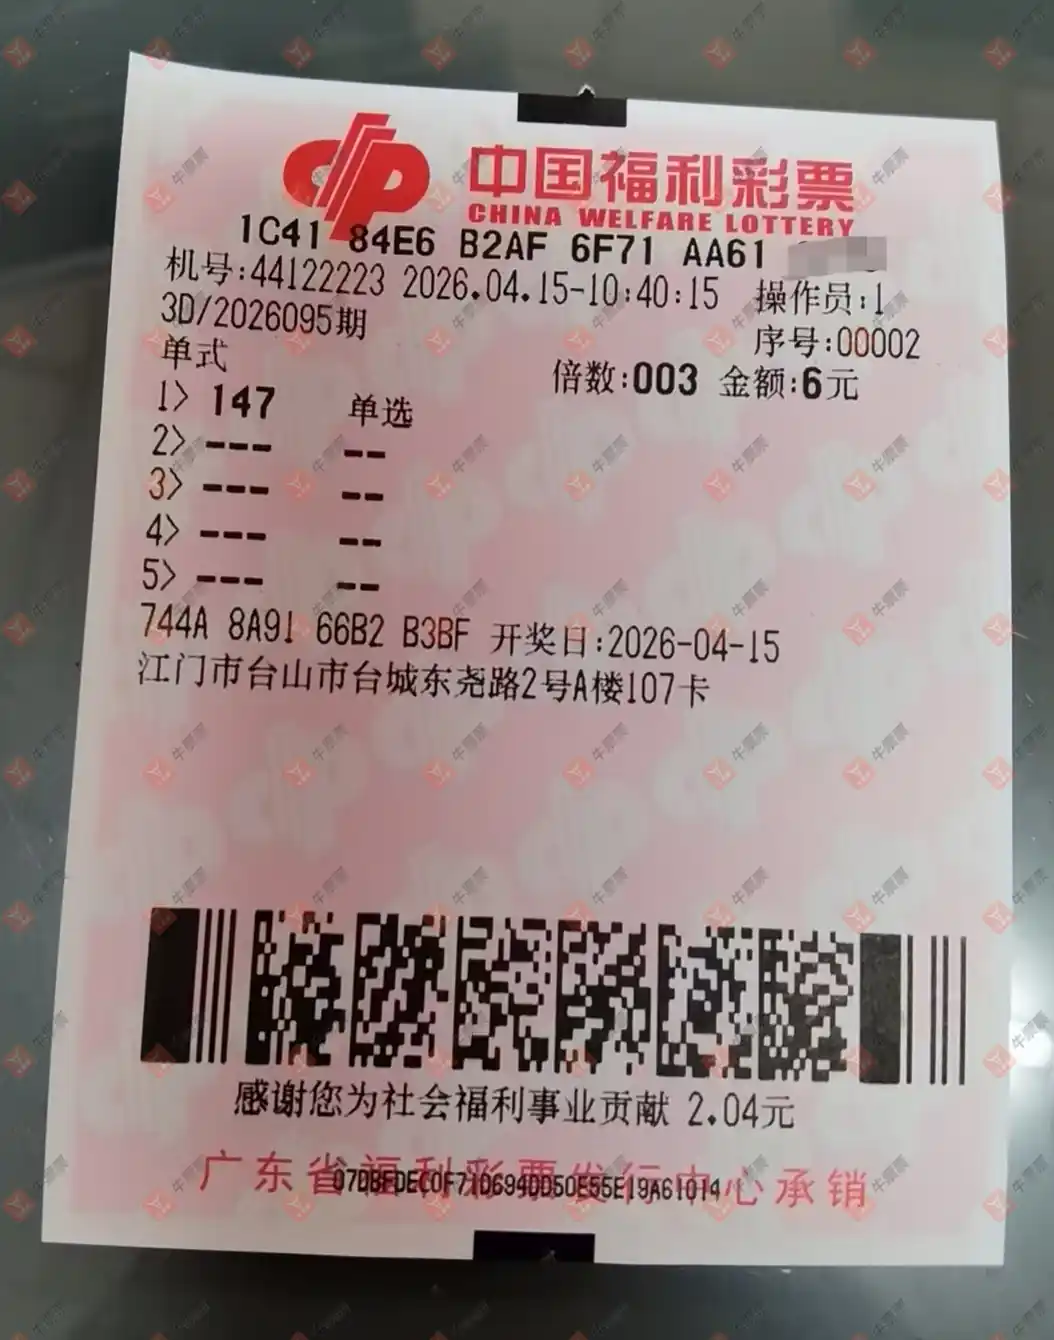 中国福利彩票
CHINA WELFARE LOTTERY
1C41 84E6 B2AF 6F71 AA61
机号:44122223 2026.04.15-10:40:15 操作员:1
3D/2026095期 序号:00002
单式 倍数:003 金额:6元
1> 147 单选
2> --- --
3> --- --
4> --- --
5> --- --
744A 8A91 66B2 B3BF 开奖日:2026-04-15
江门市台山市台城东尧路2号A楼107卡
感谢您为社会福利事业贡献 2.04元
广东省福利彩票发行中心承销
07DBFDEC0F71D694DD50E55E19A61014
牛票票